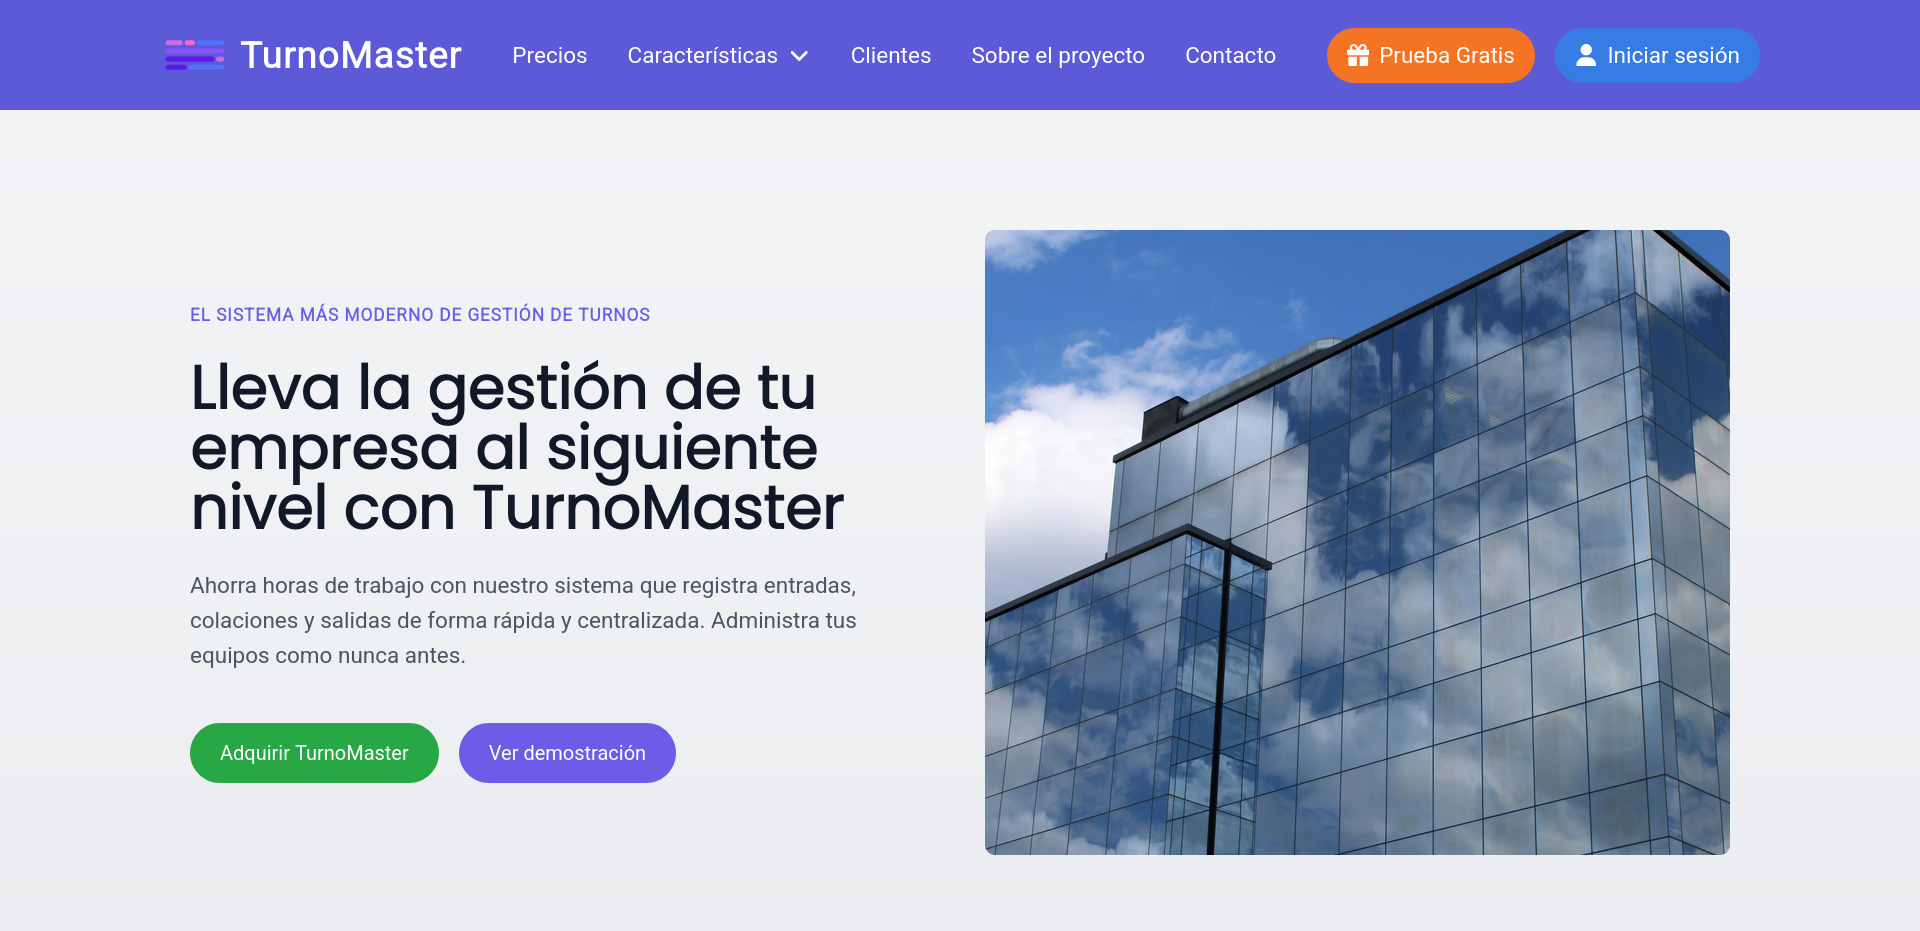 TurnoMaster
Precios
Características
Clientes
Sobre el proyecto
Contacto
Prueba Gratis
Iniciar sesión
EL SISTEMA MÁS MODERNO DE GESTIÓN DE TURNOS
Lleva la gestión de tu
empresa al siguiente
nivel con TurnoMaster
Ahorra horas de trabajo con nuestro sistema que registra entradas,
colaciones y salidas de forma rápida y centralizada. Administra tus
equipos como nunca antes.
Adquirir TurnoMaster
Ver demostración